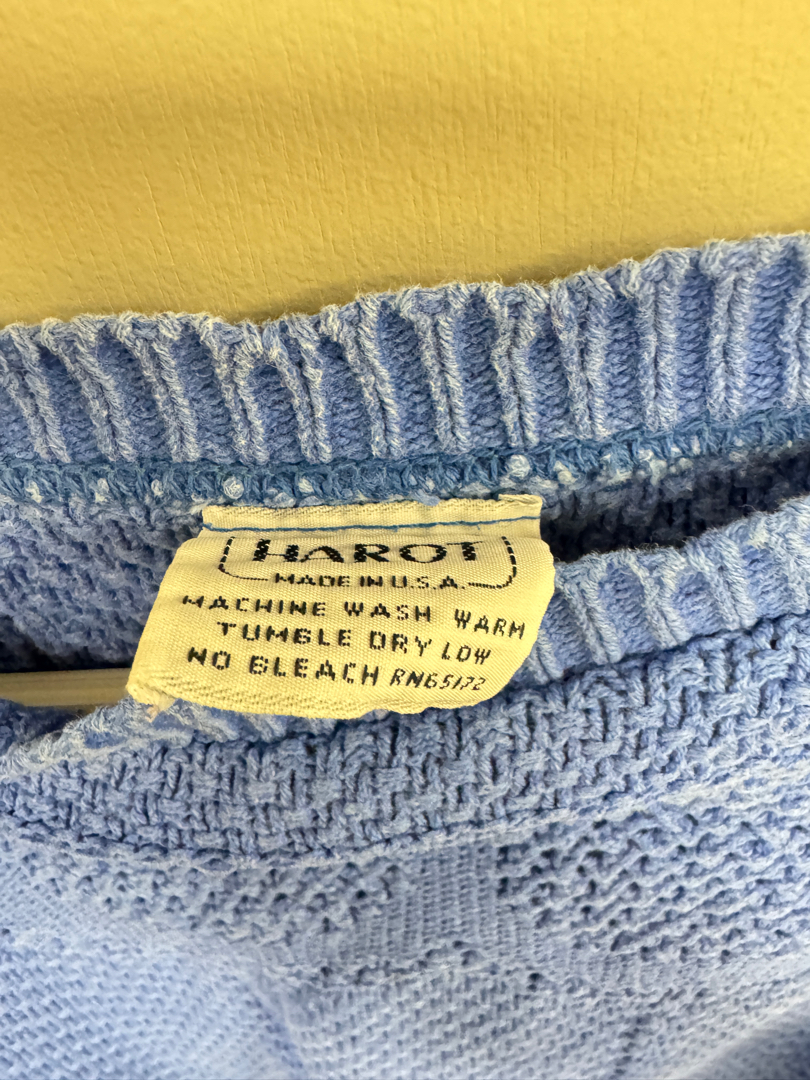 HAROT
MADE IN U.S.A.
MACHINE WASH WARM
TUMBLE DRY LOW
NO BLEACH RN65172